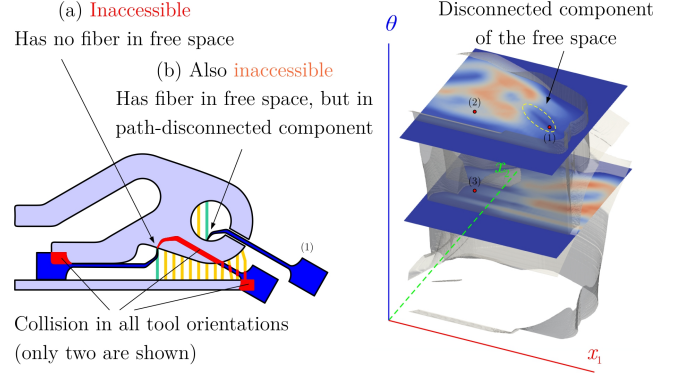 (a) Inaccessible
Has no fiber in free space
(b) Also inaccessible
Has fiber in free space, but in
path-disconnected component
(1)
Collision in all tool orientations
(only two are shown)
Disconnected component
of the free space
θ
(2)
(1)
x₂
(3)
x₁